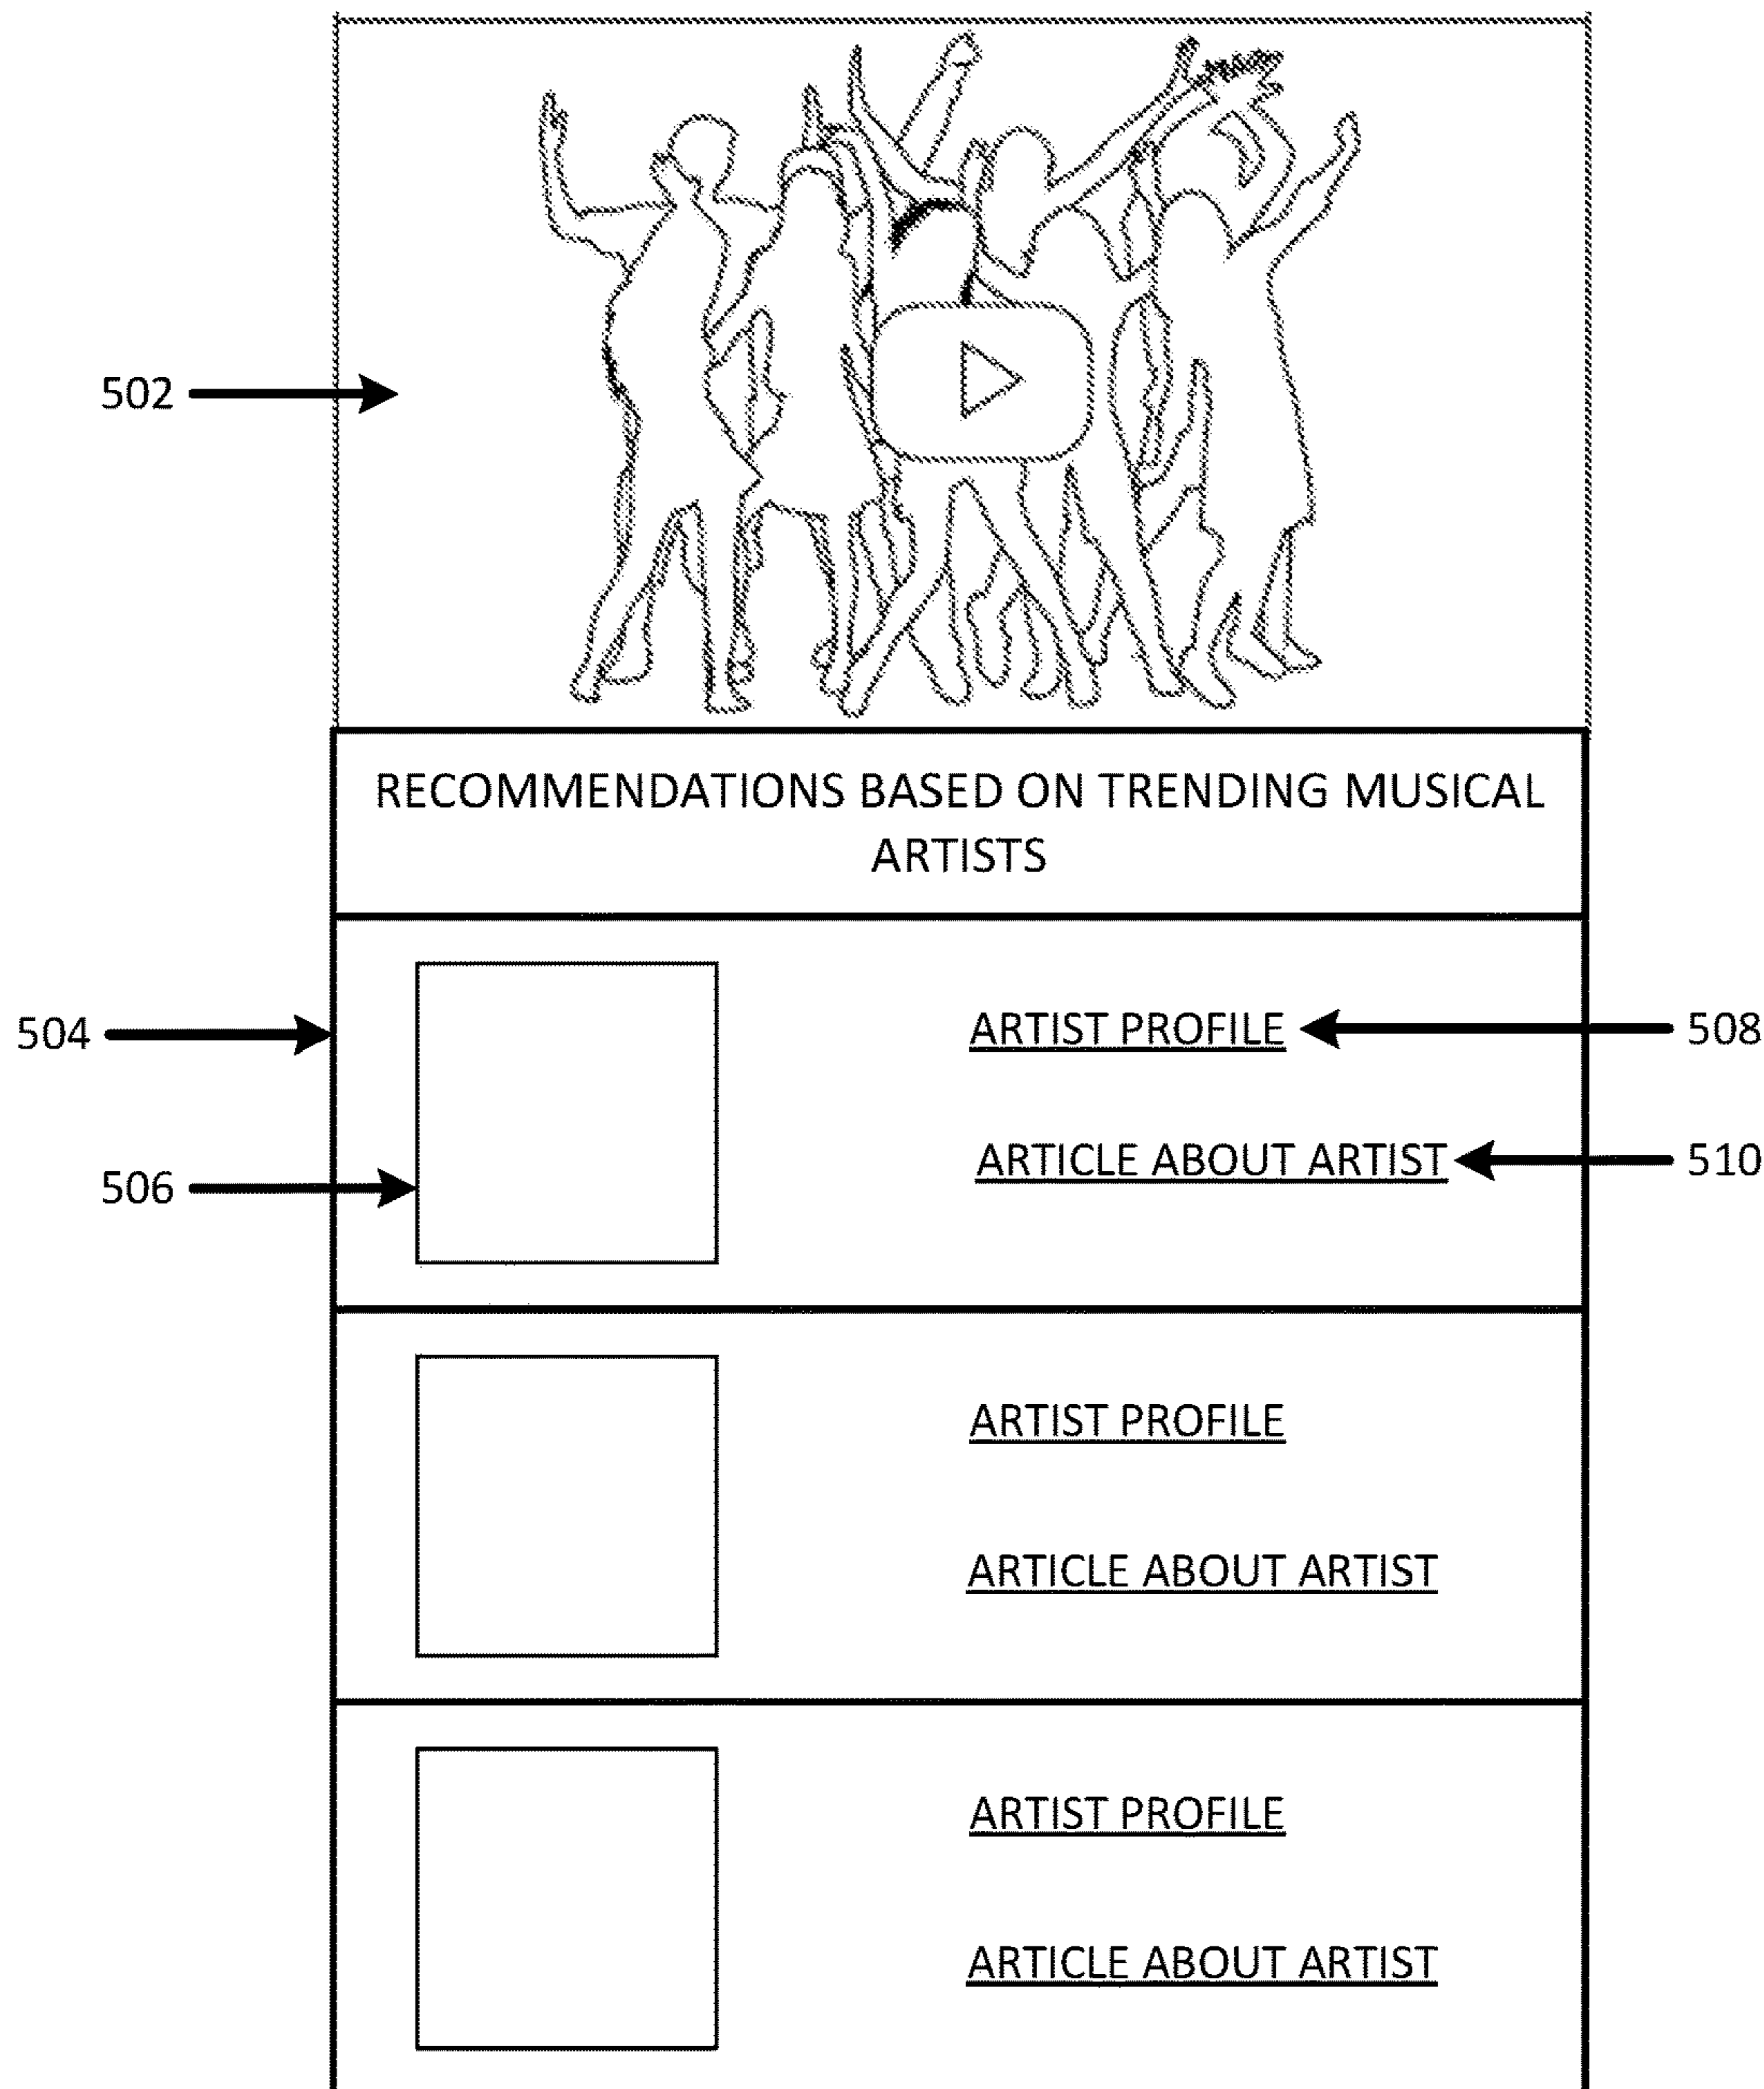 502
RECOMMENDATIONS BASED ON TRENDING MUSICAL
ARTISTS
504
ARTIST PROFILE
508
ARTICLE ABOUT ARTIST
510
506
ARTIST PROFILE
ARTICLE ABOUT ARTIST
ARTIST PROFILE
ARTICLE ABOUT ARTIST